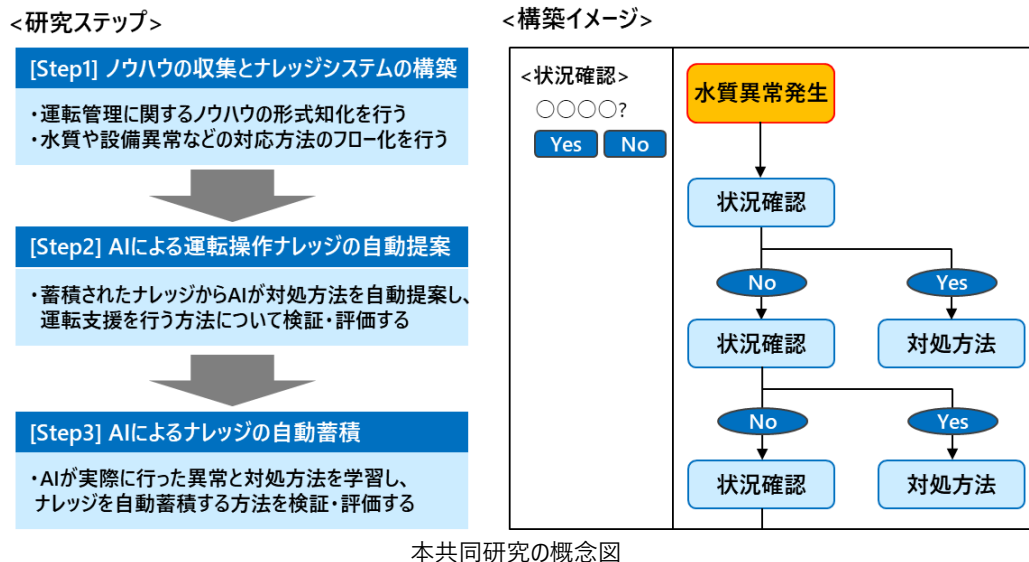 <研究ステップ>
[Step1] ノウハウの収集とナレッジシステムの構築
・運転管理に関するノウハウの形式知化を行う
・水質や設備異常などの対応方法のフロー化を行う
[Step2] AIによる運転操作ナレッジの自動提案
・蓄積されたナレッジからAIが対処方法を自動提案し、
運転支援を行う方法について検証・評価する
[Step3] AIによるナレッジの自動蓄積
・AIが実際に行った異常と対処方法を学習し、
ナレッジを自動蓄積する方法を検証・評価する
<構築イメージ>
<状況確認>
○○○○?
Yes No
水質異常発生
状況確認
No Yes
状況確認 対処方法
No Yes
状況確認 対処方法
本共同研究の概念図